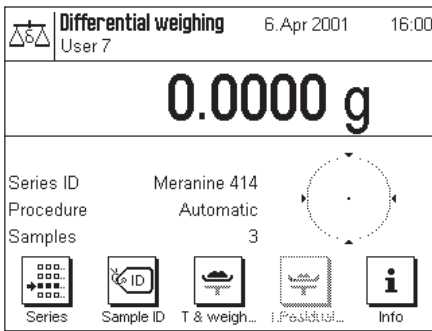 Differential weighing 6.Apr 2001 16:00
User 7
0.0000 g
Series ID Meranine 414
Procedure Automatic
Samples 3
ID
Series Sample ID T & weigh... Info